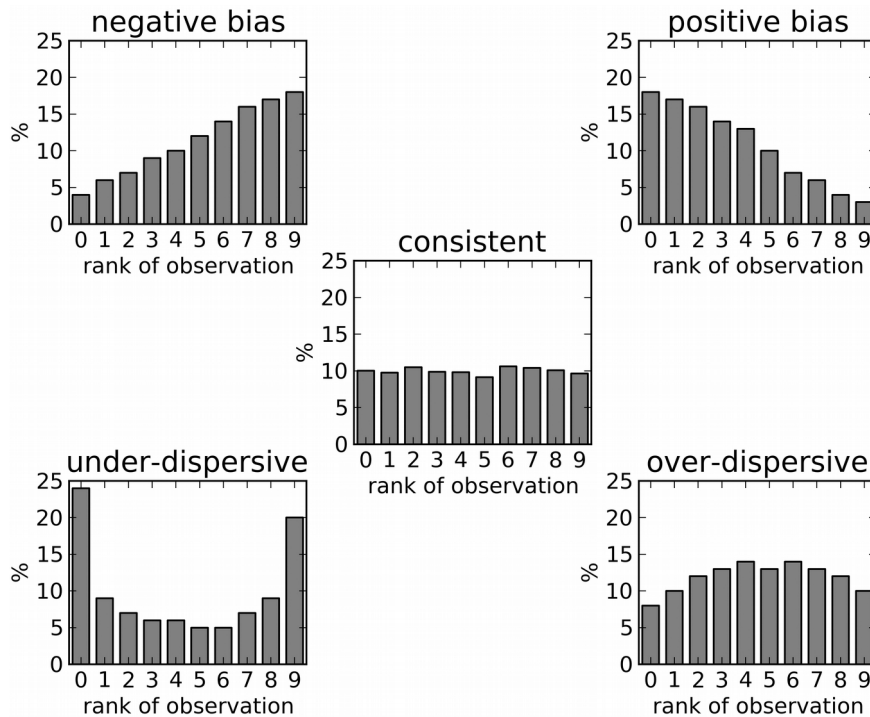 negative bias
25
20
15
10
5
0
%
0 1 2 3 4 5 6 7 8 9
rank of observation
positive bias
25
20
15
10
5
0
%
0 1 2 3 4 5 6 7 8 9
rank of observation
consistent
25
20
15
10
5
0
%
0 1 2 3 4 5 6 7 8 9
rank of observation
under-dispersive
25
20
15
10
5
0
%
0 1 2 3 4 5 6 7 8 9
rank of observation
over-dispersive
25
20
15
10
5
0
%
0 1 2 3 4 5 6 7 8 9
rank of observation